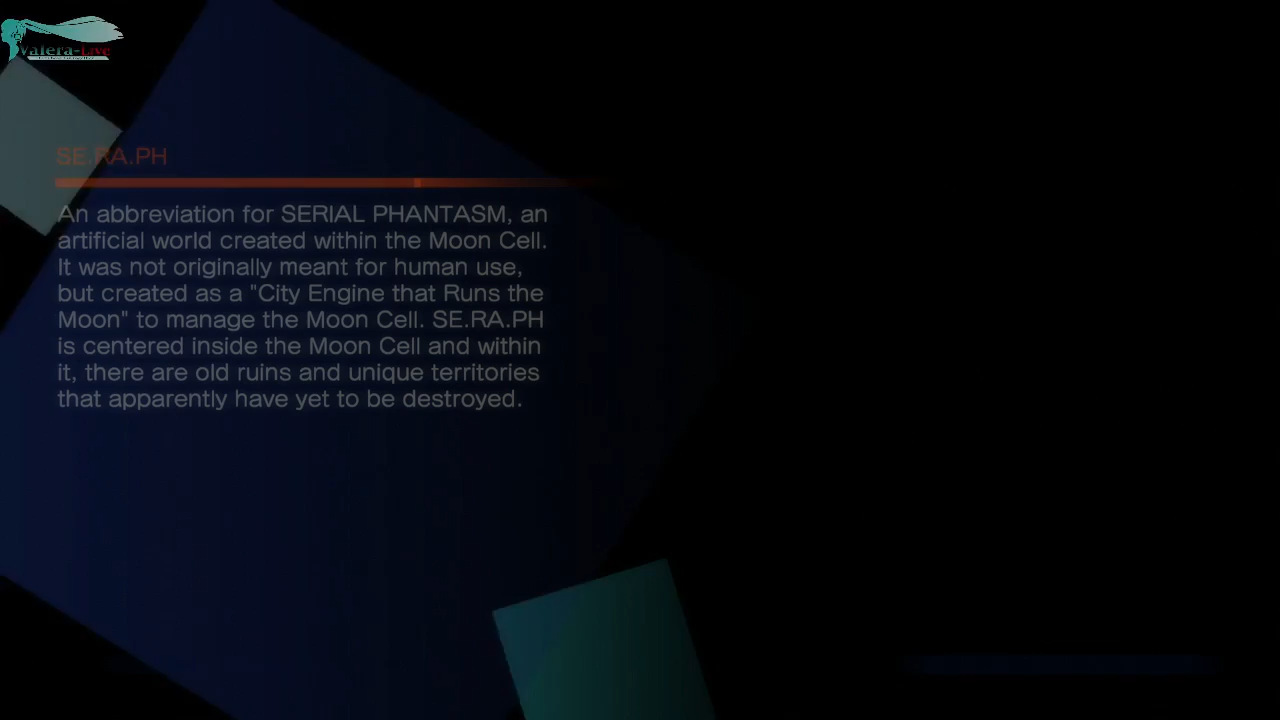 Valera-Live
SE.RA.PH
An abbreviation for SERIAL PHANTASM, an
artificial world created within the Moon Cell.
It was not originally meant for human use,
but created as a "City Engine that Runs the
Moon" to manage the Moon Cell. SE.RA.PH
is centered inside the Moon Cell and within
it, there are old ruins and unique territories
that apparently have yet to be destroyed.